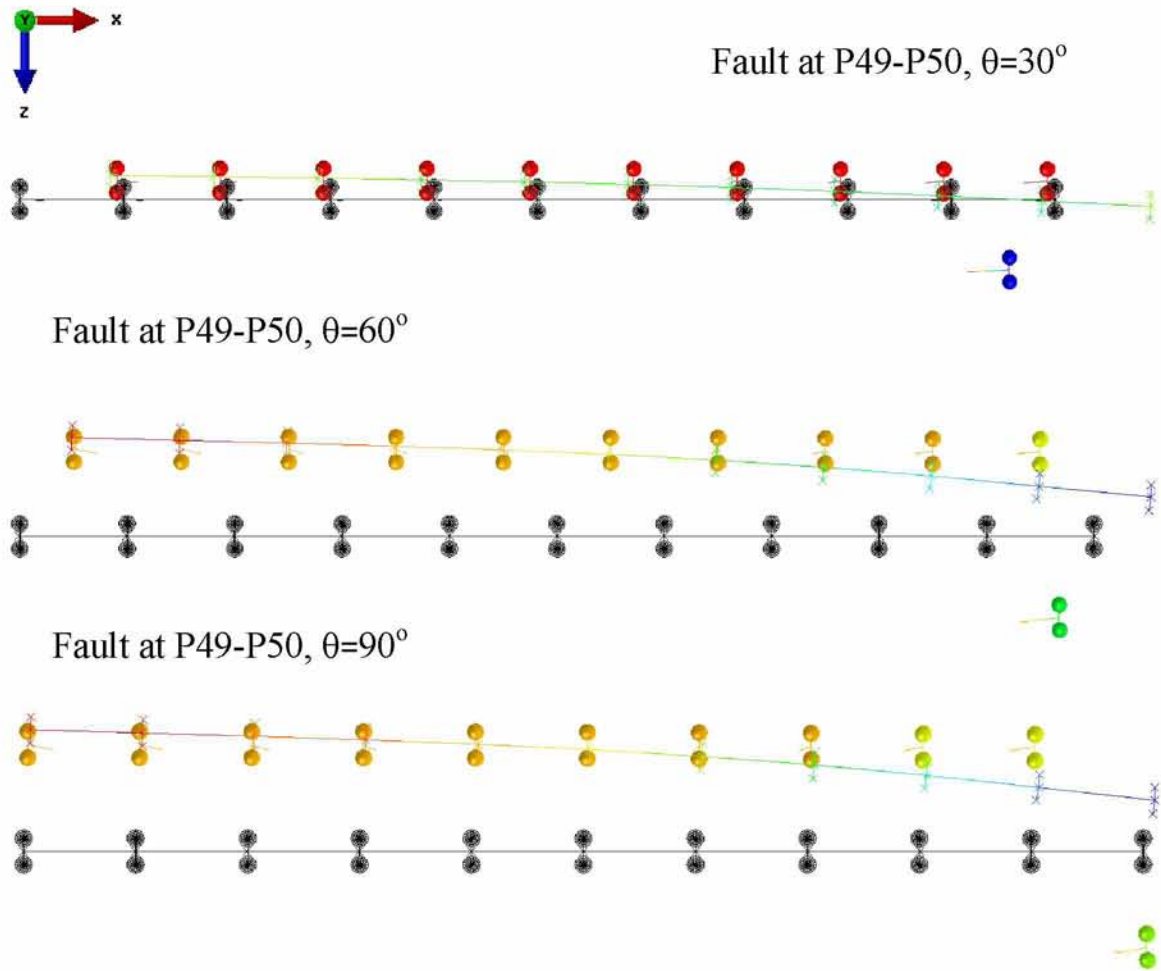 Y
X
Z
Fault at P49-P50, θ=30°
Fault at P49-P50, θ=60°
Fault at P49-P50, θ=90°